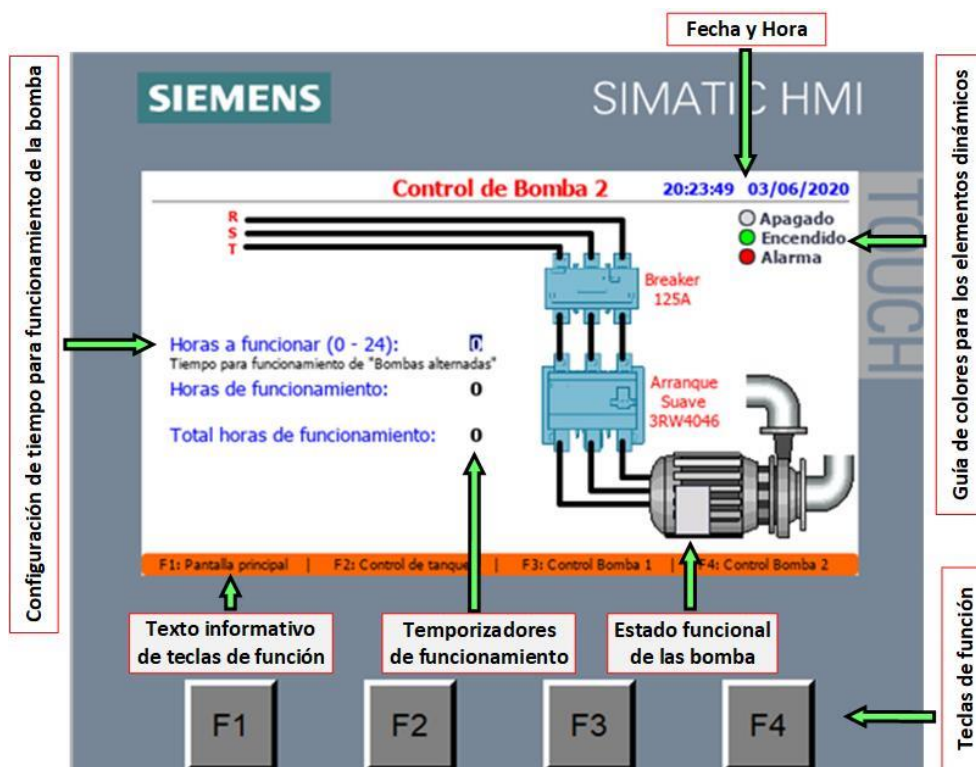 Fecha y Hora
Configuración de tiempo para funcionamiento de la bomba
SIEMENS
SIMATIC HMI
TOUCH
Control de Bomba 2
20:23:49 03/06/2020
R
S
T
Apagado
Encendido
Alarma
Guía de colores para los elementos dinámicos
Breaker
125A
Horas a funcionar (0 - 24): 0
Tiempo para funcionamiento de "Bombas alternadas"
Horas de funcionamiento: 0
Total horas de funcionamiento: 0
Arranque
Suave
3RW4046
F1: Pantalla principal | F2: Control de tanque | F3: Control Bomba 1 | F4: Control Bomba 2
Texto informativo
de teclas de función
Temporizadores
de funcionamiento
Estado funcional
de las bomba
Teclas de función
F1
F2
F3
F4